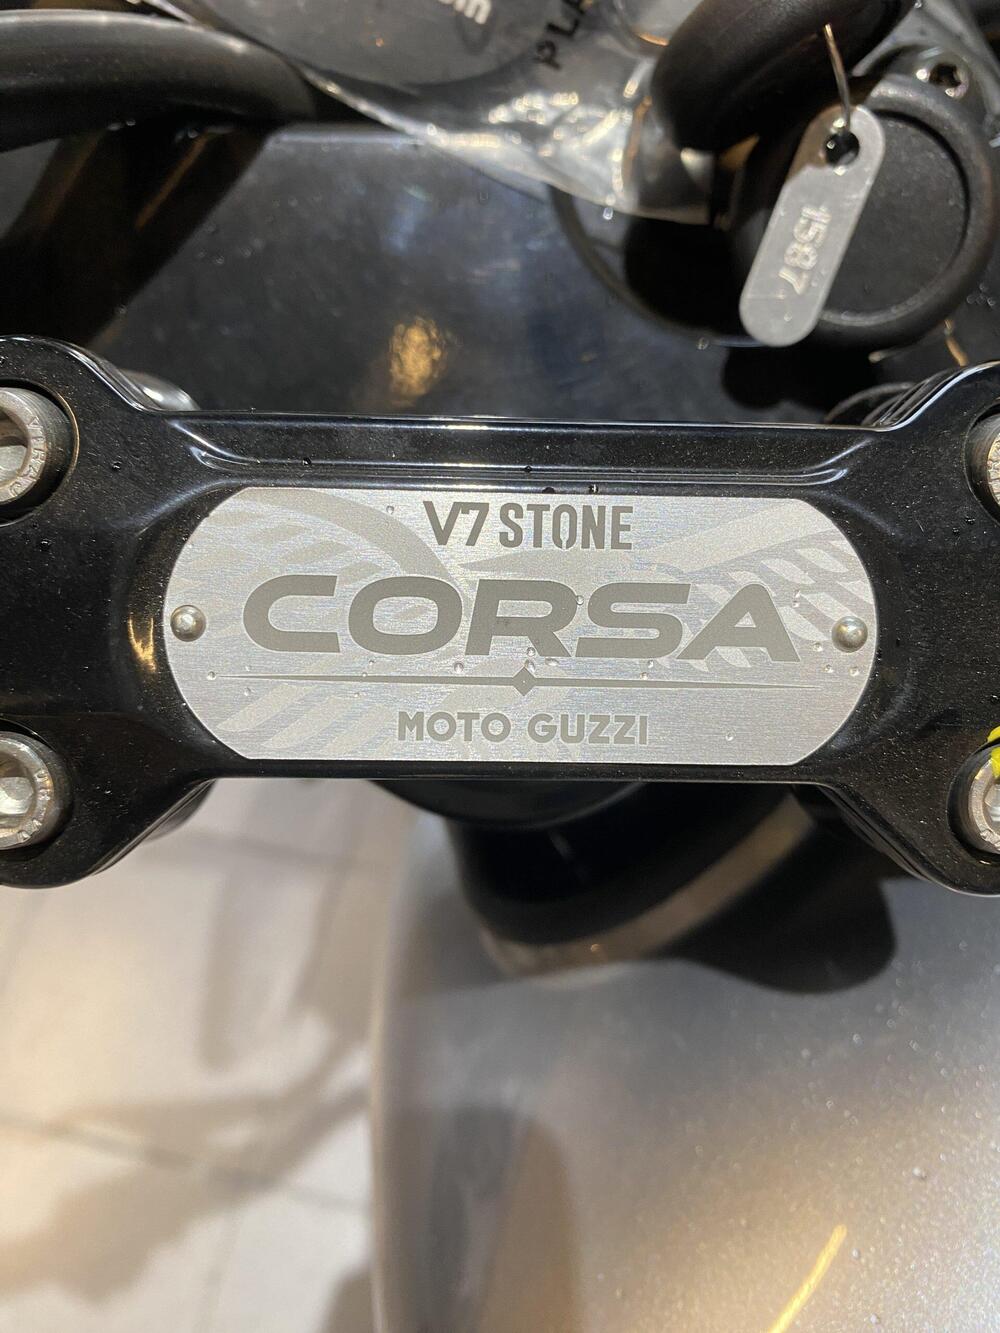 1587
V7 STONE
CORSA
MOTO GUZZI